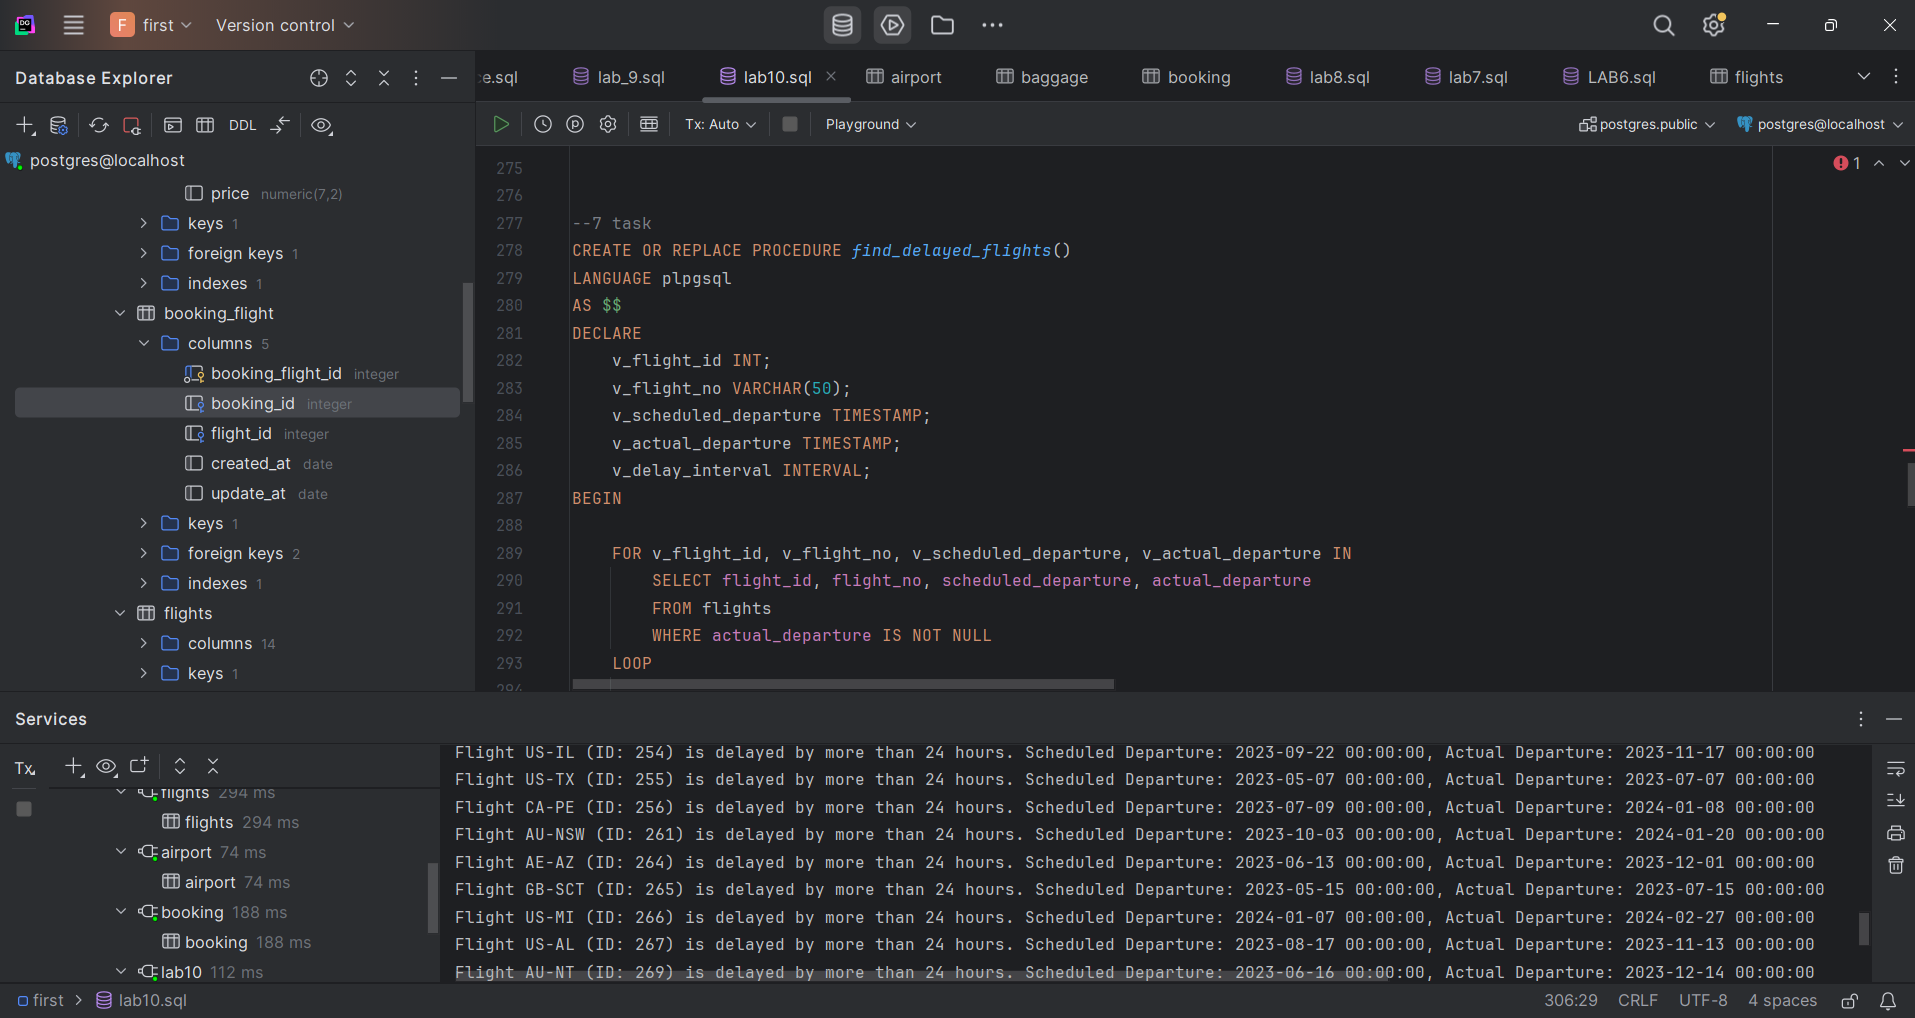 F first Version control
Database Explorer
e.sql lab_9.sql lab10.sql airport baggage booking lab8.sql lab7.sql LAB6.sql flights
DDL
Tx: Auto Playground postgres.public postgres@localhost
postgres@localhost
price numeric(7,2)
keys 1
foreign keys 1
indexes 1
booking_flight
columns 5
booking_flight_id integer
booking_id integer
flight_id integer
created_at date
update_at date
keys 1
foreign keys 2
indexes 1
flights
columns 14
keys 1
1
275
276
277 --7 task
278 CREATE OR REPLACE PROCEDURE find_delayed_flights()
279 LANGUAGE plpgsql
280 AS $$
281 DECLARE
282 v_flight_id INT;
283 v_flight_no VARCHAR(50);
284 v_scheduled_departure TIMESTAMP;
285 v_actual_departure TIMESTAMP;
286 v_delay_interval INTERVAL;
287 BEGIN
288
289 FOR v_flight_id, v_flight_no, v_scheduled_departure, v_actual_departure IN
290 SELECT flight_id, flight_no, scheduled_departure, actual_departure
291 FROM flights
292 WHERE actual_departure IS NOT NULL
293 LOOP
294
Services
Tx
flights 294 ms
flights 294 ms
airport 74 ms
airport 74 ms
booking 188 ms
booking 188 ms
lab10 112 ms
Flight US-IL (ID: 254) is delayed by more than 24 hours. Scheduled Departure: 2023-09-22 00:00:00, Actual Departure: 2023-11-17 00:00:00
Flight US-TX (ID: 255) is delayed by more than 24 hours. Scheduled Departure: 2023-05-07 00:00:00, Actual Departure: 2023-07-07 00:00:00
Flight CA-PE (ID: 256) is delayed by more than 24 hours. Scheduled Departure: 2023-07-09 00:00:00, Actual Departure: 2024-01-08 00:00:00
Flight AU-NSW (ID: 261) is delayed by more than 24 hours. Scheduled Departure: 2023-10-03 00:00:00, Actual Departure: 2024-01-20 00:00:00
Flight AE-AZ (ID: 264) is delayed by more than 24 hours. Scheduled Departure: 2023-06-13 00:00:00, Actual Departure: 2023-12-01 00:00:00
Flight GB-SCT (ID: 265) is delayed by more than 24 hours. Scheduled Departure: 2023-05-15 00:00:00, Actual Departure: 2023-07-15 00:00:00
Flight US-MI (ID: 266) is delayed by more than 24 hours. Scheduled Departure: 2024-01-07 00:00:00, Actual Departure: 2024-02-27 00:00:00
Flight US-AL (ID: 267) is delayed by more than 24 hours. Scheduled Departure: 2023-08-17 00:00:00, Actual Departure: 2023-11-13 00:00:00
Flight AU-NT (ID: 269) is delayed by more than 24 hours. Scheduled Departure: 2023-06-16 00:00:00, Actual Departure: 2023-12-14 00:00:00
first lab10.sql 306:29 CRLF UTF-8 4 spaces